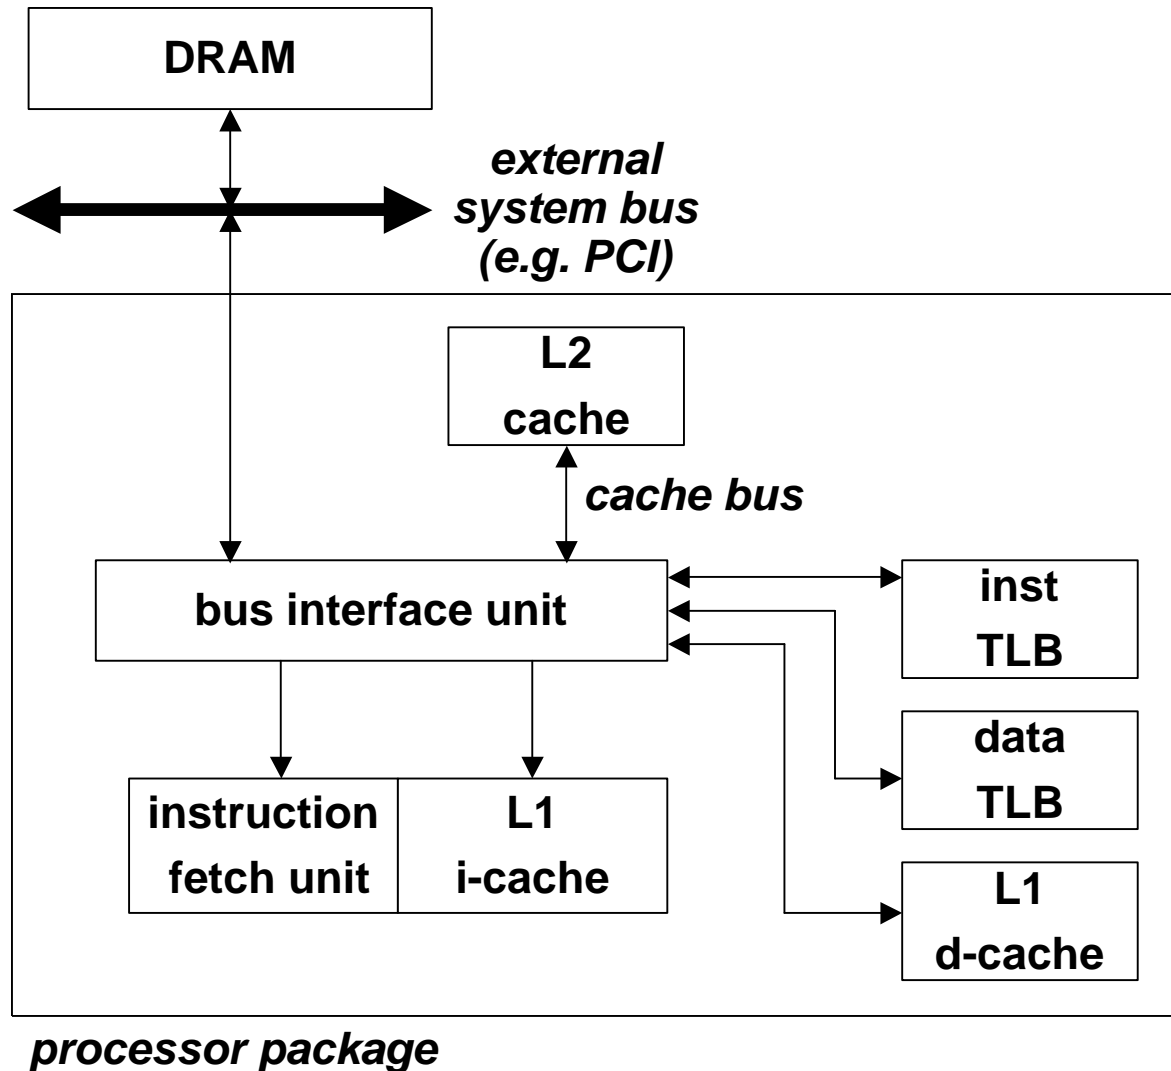 DRAM
external
system bus
(e.g. PCI)
L2
cache
cache bus
bus interface unit
inst
TLB
data
TLB
instruction
fetch unit
L1
i-cache
L1
d-cache
processor package